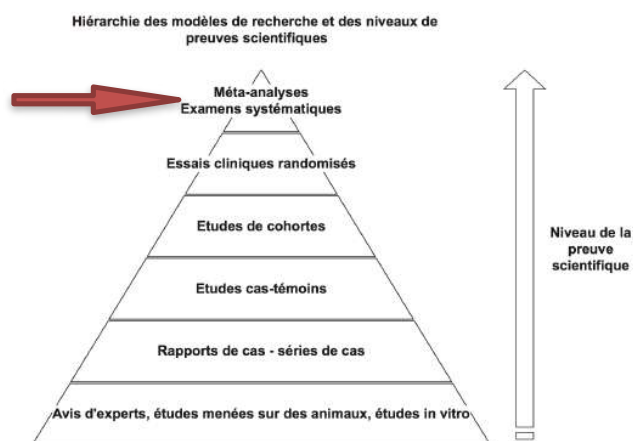 Hiérarchie des modèles de recherche et des niveaux de
preuves scientifiques
Méta-analyses
Examens systématiques
Essais cliniques randomisés
Etudes de cohortes
Etudes cas-témoins
Rapports de cas - séries de cas
Avis d'experts, études menées sur des animaux, études in vitro
Niveau de la
preuve
scientifique